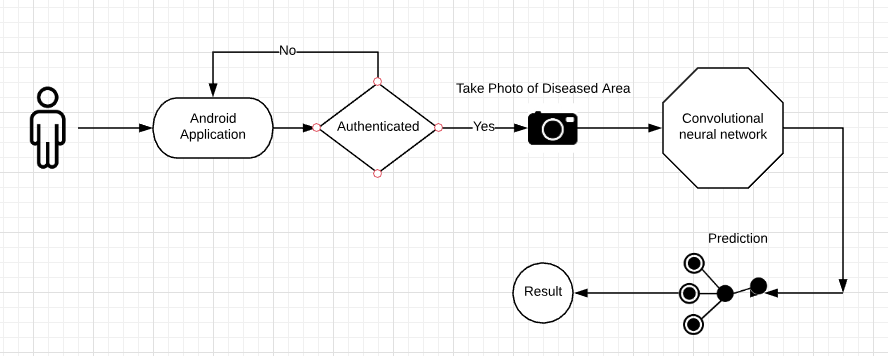 No
Take Photo of Diseased Area
Android
Application
Authenticated
Yes
Convolutional
neural network
Prediction
Result